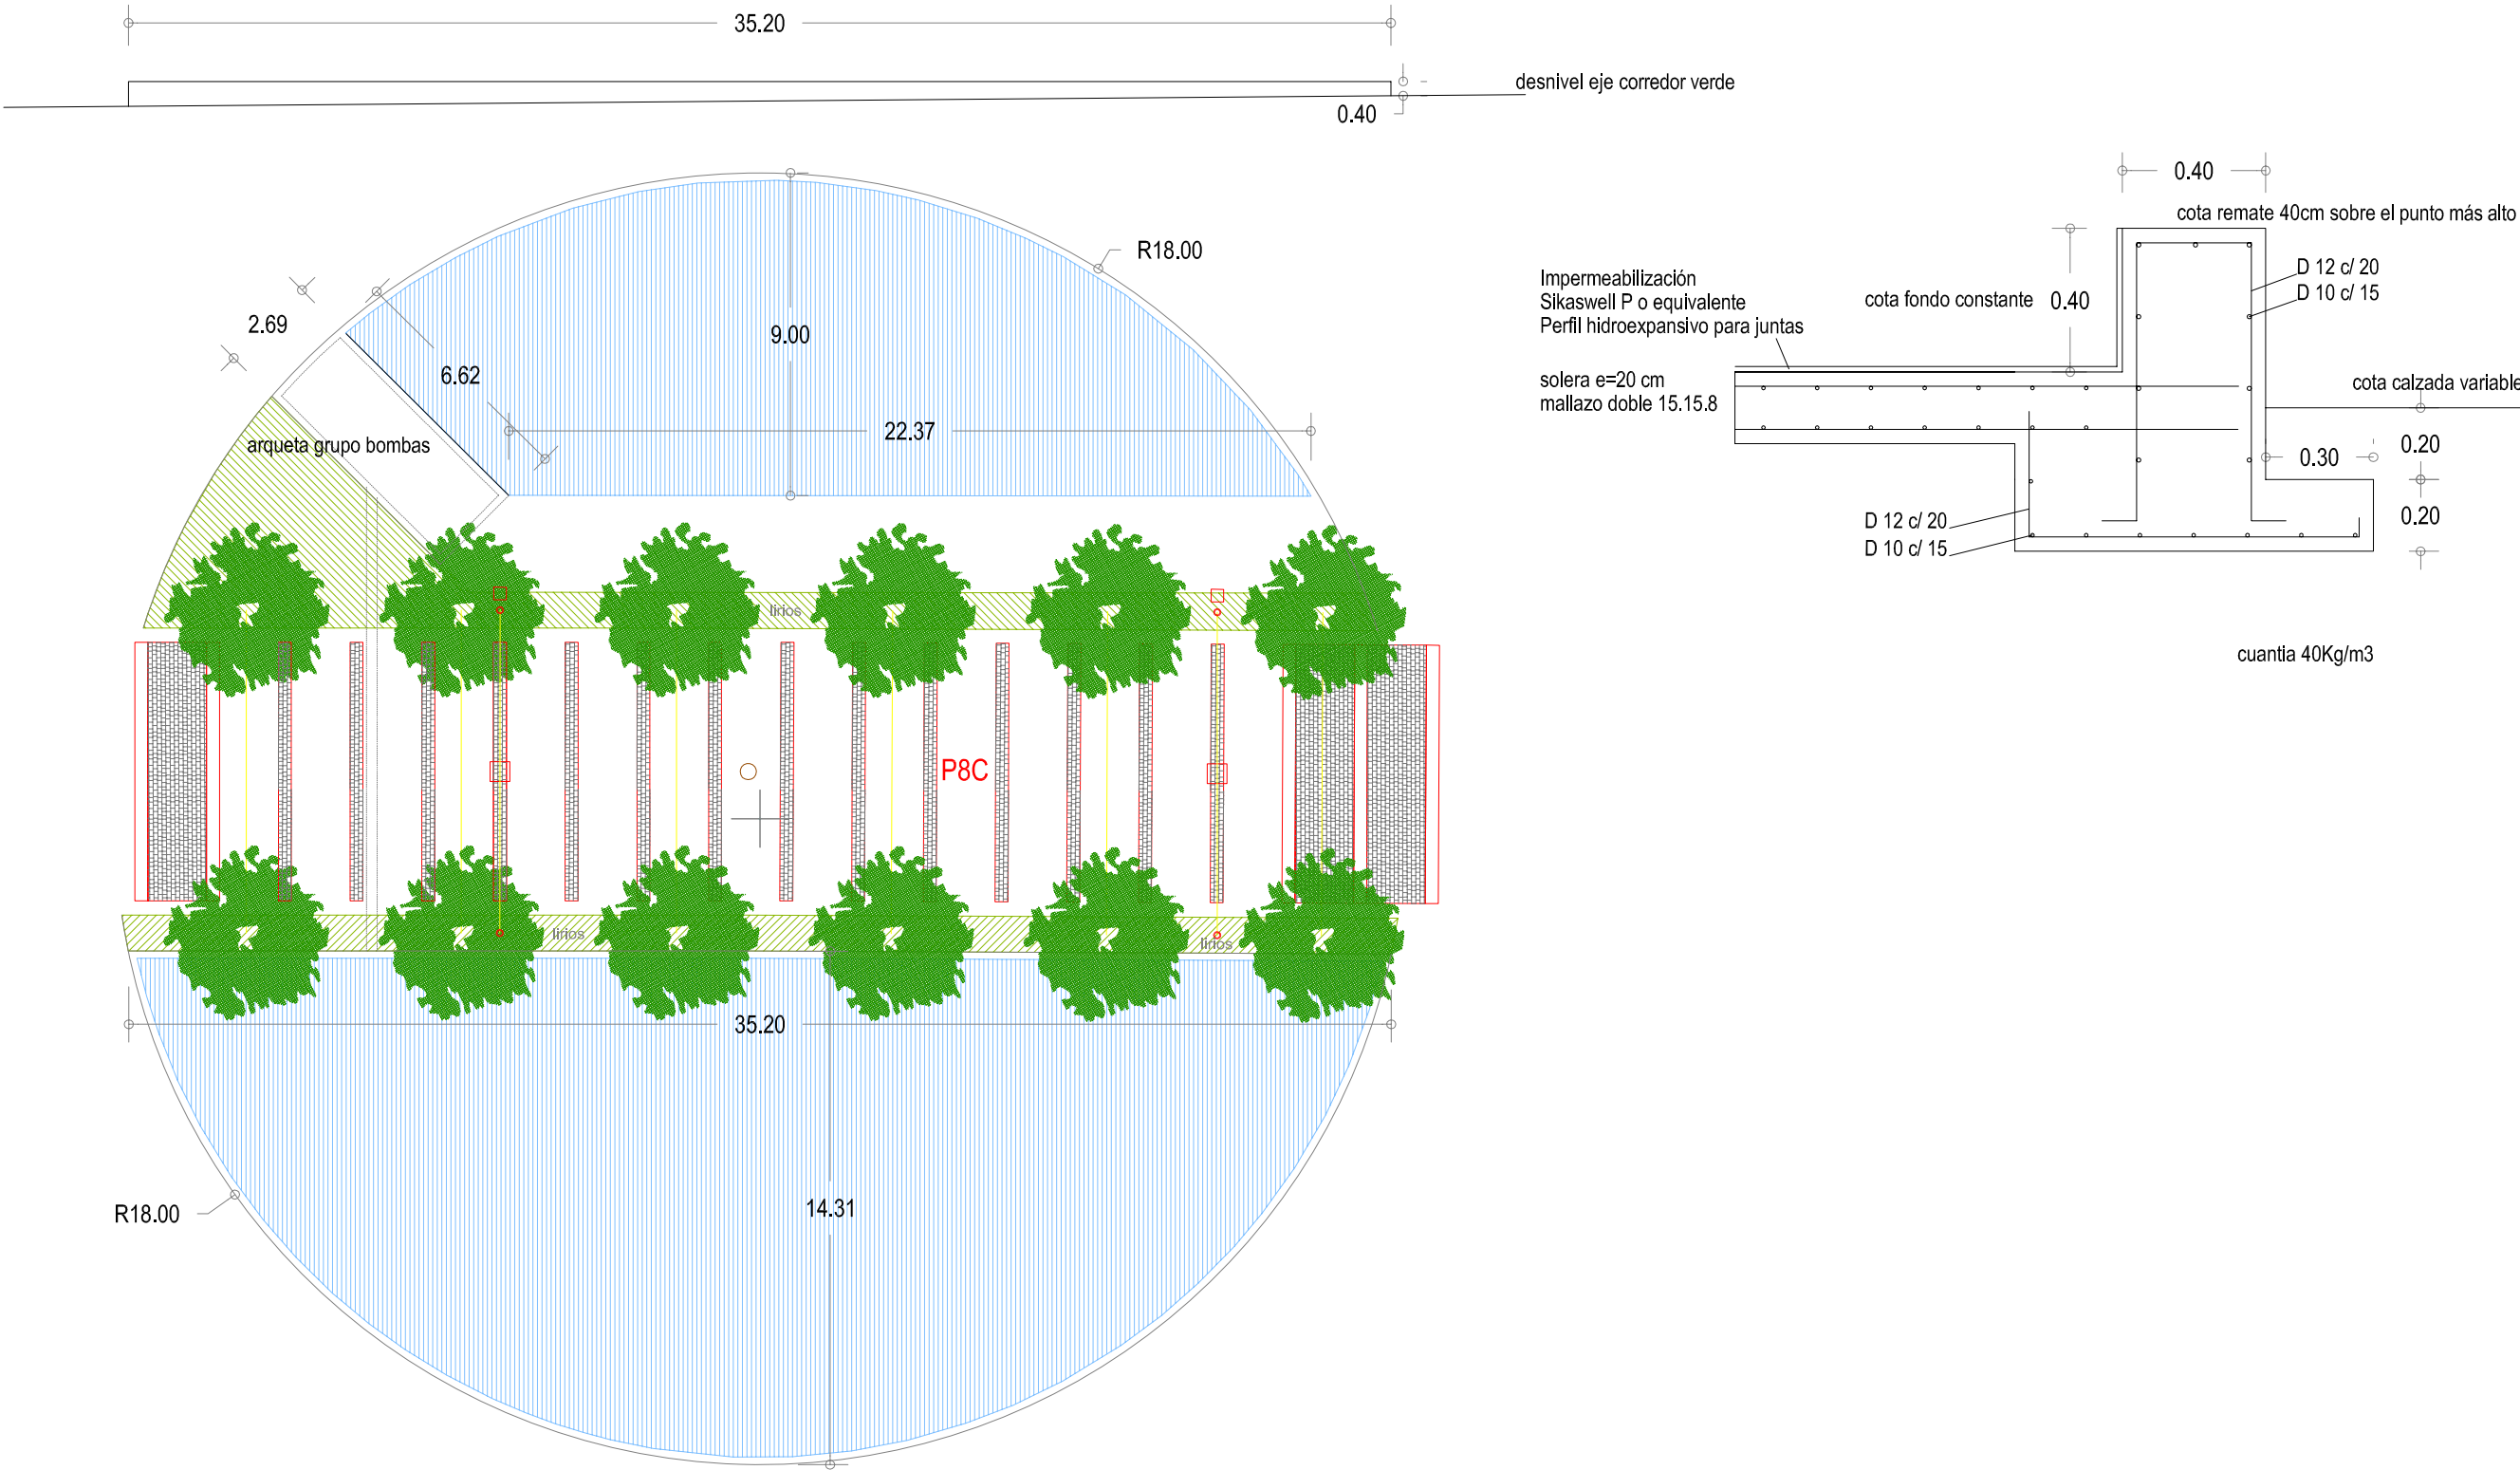 35.20
desnivel eje corredor verde
0.40
0.40
cota remate 40cm sobre el punto más alto
R18.00
D 12 c/ 20
D 10 c/ 15
Impermeabilización
Sikaswell P o equivalente
Perfil hidroexpansivo para juntas
cota fondo constante
0.40
2.69
9.00
6.62
solera e=20 cm
mallazo doble 15.15.8
cota calzada variable
22.37
arqueta grupo bombas
0.30
0.20
0.20
D 12 c/ 20
D 10 c/ 15
lirios
cuantia 40Kg/m3
P8C
lirios
lirios
35.20
14.31
R18.00